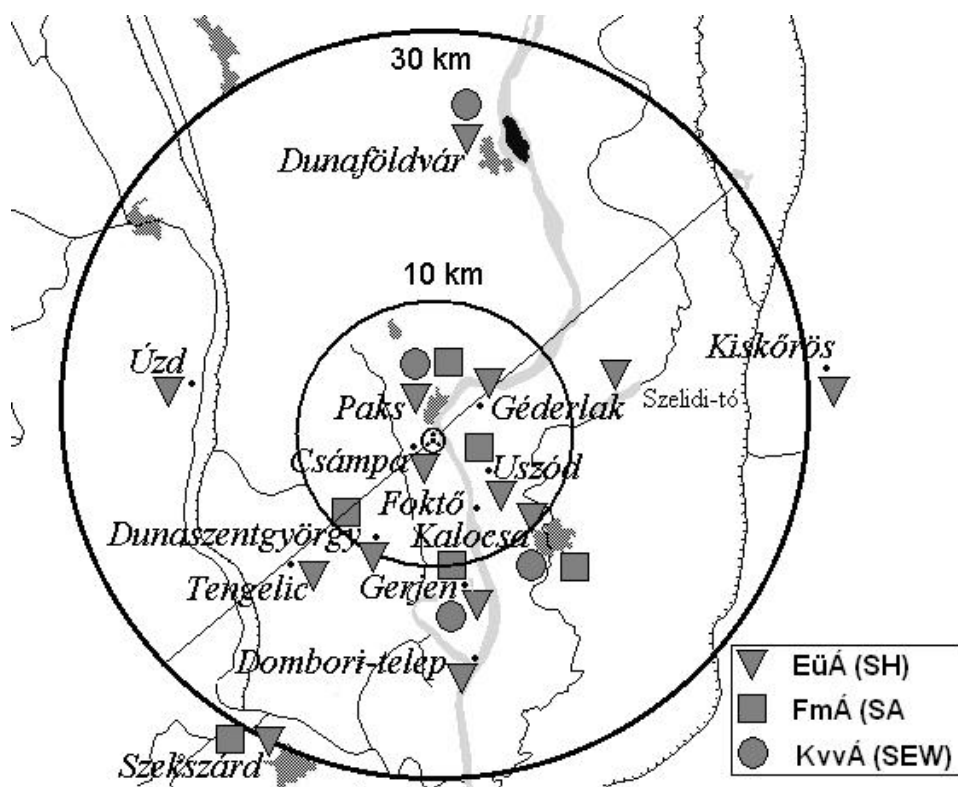 30 km
Dunaföldvár
10 km
Kiskőrös
Úzd
Szelidi-tó
Paks
Géderlak
Csámpa
Uszód
Foktő
Dunaszentgyörgy
Kalocsa
Tengelic
Gerjen
Dombori-telep
EüÁ (SH)
FmÁ (SA
KvvÁ (SEW)
Szekszárd